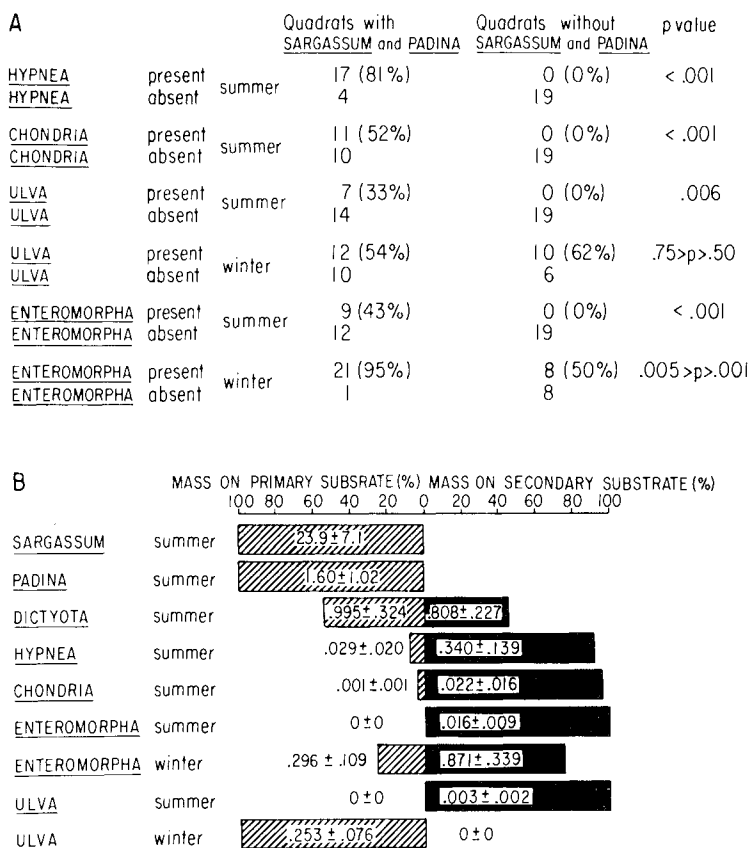 A
Quadrats with Quadrats without p value
SARGASSUM and PADINA SARGASSUM and PADINA
HYPNEA present summer 17 (81%) 0 (0%) < .001
HYPNEA absent 4 19
CHONDRIA present summer 11 (52%) 0 (0%) < .001
CHONDRIA absent 10 19
ULVA present summer 7 (33%) 0 (0%) .006
ULVA absent 14 19
ULVA present winter 12 (54%) 10 (62%) .75>p>.50
ULVA absent 10 6
ENTEROMORPHA present summer 9 (43%) 0 (0%) < .001
ENTEROMORPHA absent 12 19
ENTEROMORPHA present winter 21 (95%) 8 (50%) .005>p>.001
ENTEROMORPHA absent 1 8
B
MASS ON PRIMARY SUBSRATE(%) MASS ON SECONDARY SUBSTRATE(%)
100 80 60 40 20 0 20 40 60 80 100
SARGASSUM summer 23.9±7.1
PADINA summer 1.60±1.02
DICTYOTA summer .995±.324 .808±.227
HYPNEA summer .029±.020 .340±.139
CHONDRIA summer .001±.001 .022±.016
ENTEROMORPHA summer 0±0 .016±.009
ENTEROMORPHA winter .296 ± .109 .871±.339
ULVA summer 0±0 .003±.002
ULVA winter .253±.076 0±0